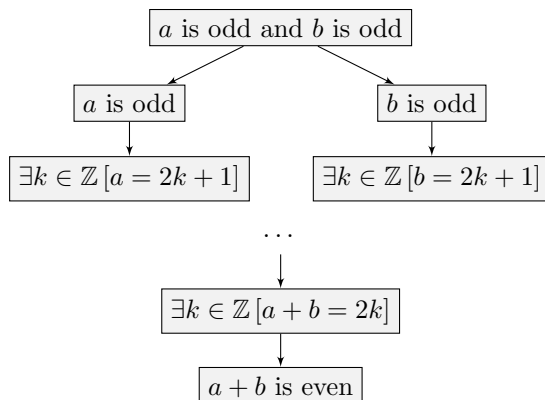 a is odd and b is odd
a is odd
b is odd
∃k ∈ ℤ [a = 2k + 1]
∃k ∈ ℤ [b = 2k + 1]
...
∃k ∈ ℤ [a + b = 2k]
a + b is even